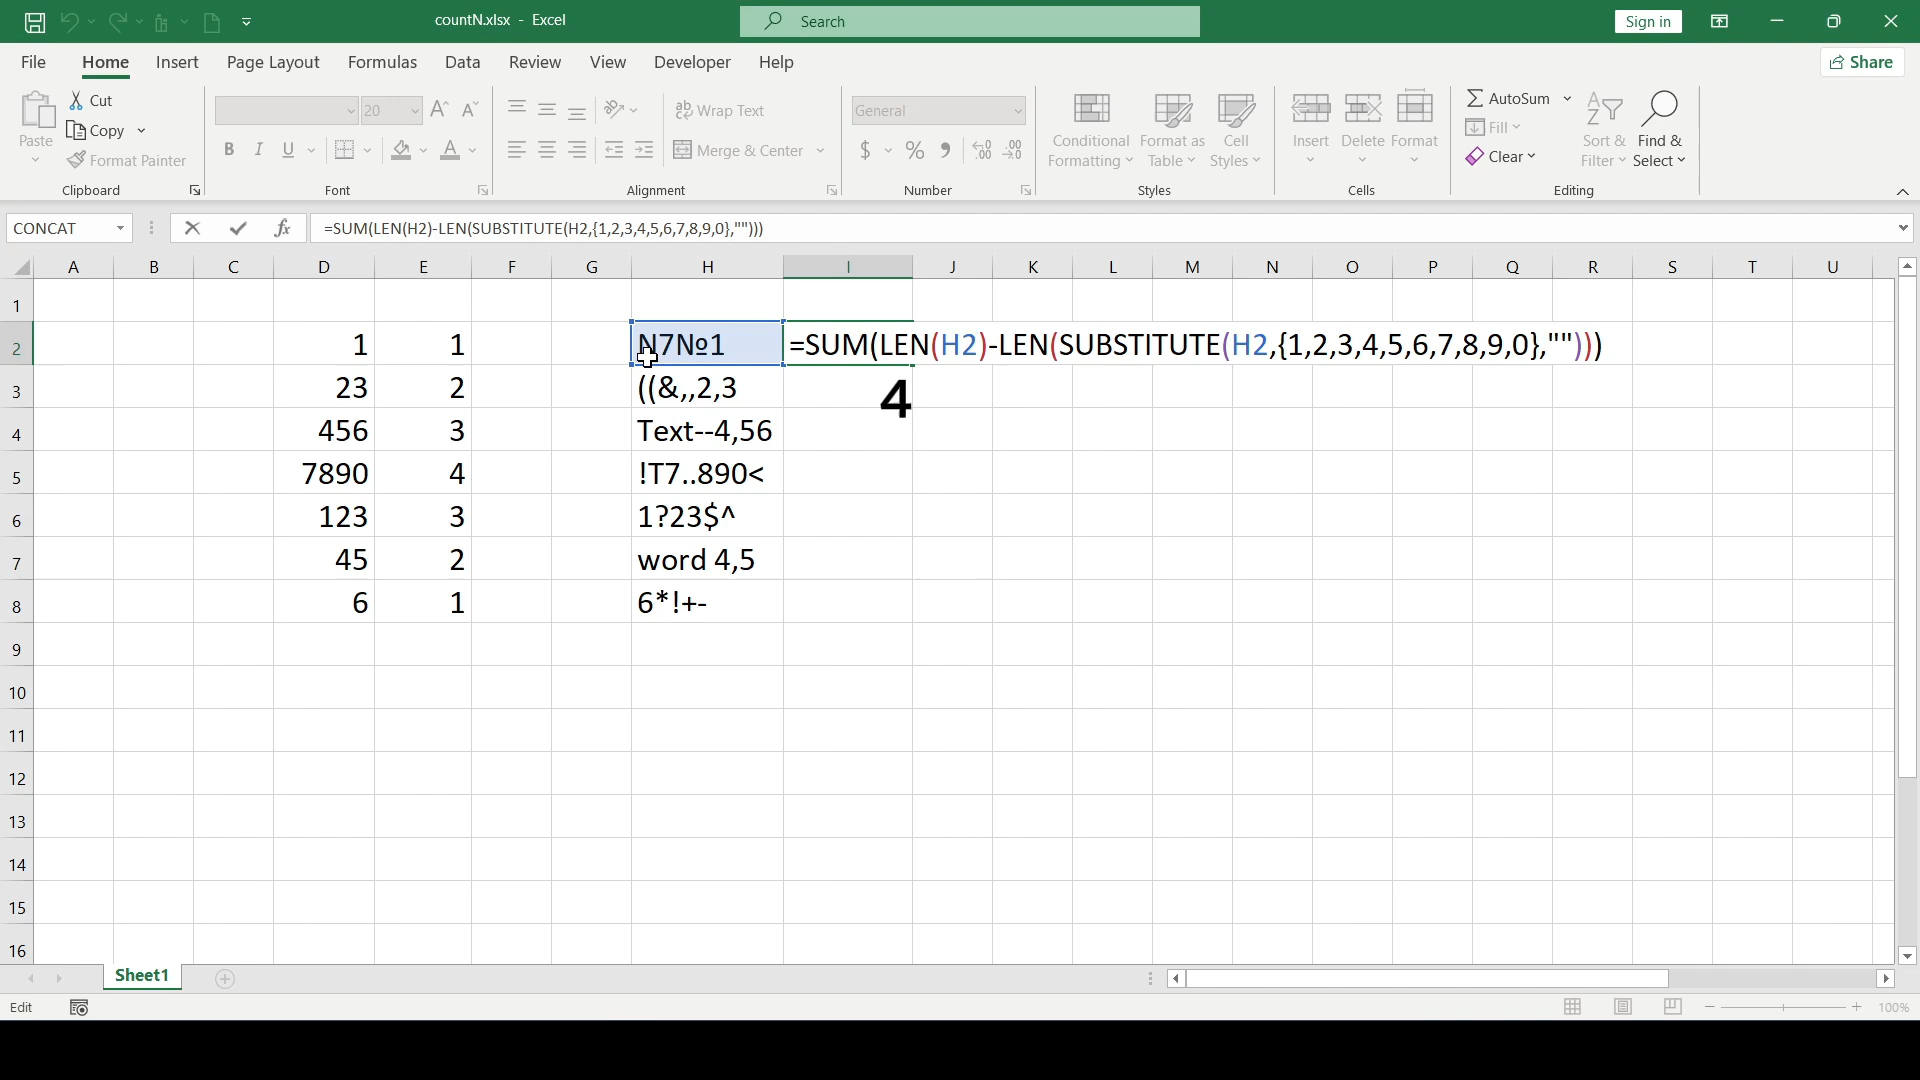 countN.xlsx - Excel
Search
Sign in
File Home Insert Page Layout Formulas Data Review View Developer Help
Share
Paste
Cut
Copy
Format Painter
Clipboard
20
B I U
Font
Wrap Text
Merge & Center
Alignment
General
$ % 9
Number
Conditional Formatting
Format as Table
Cell Styles
Styles
Insert Delete Format
Cells
AutoSum
Fill
Clear
Sort & Filter
Find & Select
Editing
CONCAT
fx
=SUM(LEN(H2)-LEN(SUBSTITUTE(H2,{1,2,3,4,5,6,7,8,9,0},"")))
A B C D E F G H I J K L M N O P Q R S T U
1
2 1 1 N7№1 =SUM(LEN(H2)-LEN(SUBSTITUTE(H2,{1,2,3,4,5,6,7,8,9,0},"")))
3 23 2 ((&,,2,3 4
4 456 3 Text--4,56
5 7890 4 !T7..890<
6 123 3 1?23$^
7 45 2 word 4,5
8 6 1 6*!+-
9
10
11
12
13
14
15
16
Sheet1
Edit
100%